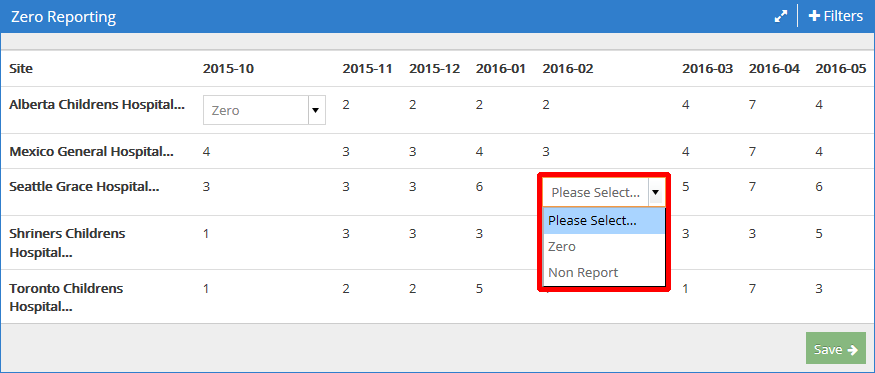 Zero Reporting
Filters
Site 2015-10 2015-11 2015-12 2016-01 2016-02 2016-03 2016-04 2016-05
Alberta Childrens Hospital... Zero 2 2 2 2 4 7 4
Mexico General Hospital... 4 3 3 4 3 4 7 4
Seattle Grace Hospital... 3 3 3 6 Please Select... 5 7 6
Please Select...
Shriners Childrens Hospital... 1 3 3 3 3 3 5
Zero
Non Report
Toronto Childrens Hospital... 1 2 2 5 1 7 3
Save